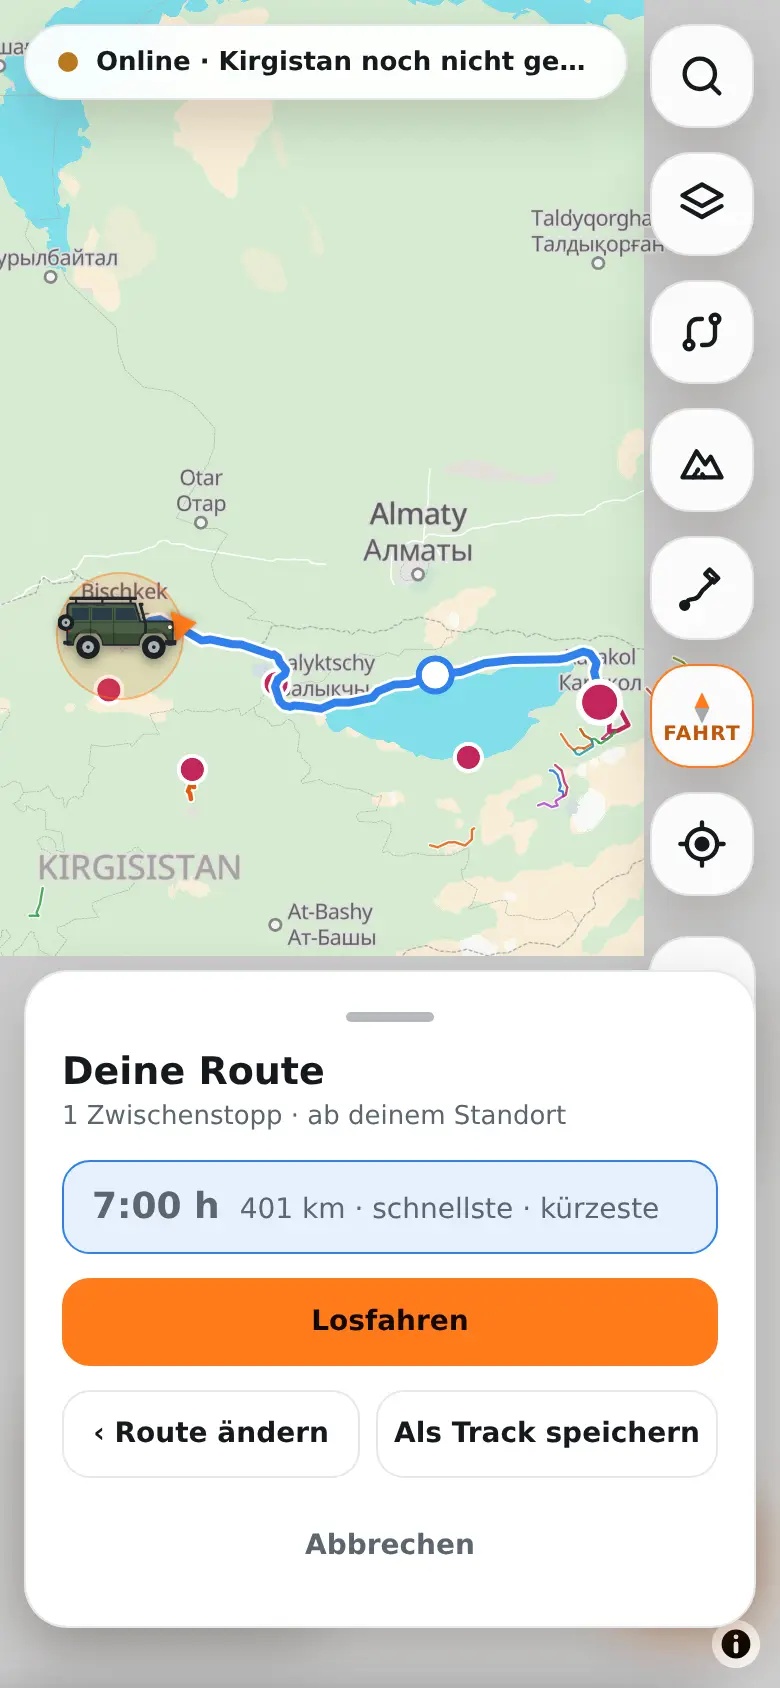 Online · Kirgistan noch nicht ge…
Taldyqorgha
Талдықорған
урылбайтал
Otar
Отар
Almaty
Алматы
Bischkek
alyktschy
алыкчы
kol
кол
FAHRT
KIRGISISTAN
At-Bashy
Ат-Башы
Deine Route
1 Zwischenstopp · ab deinem Standort
7:00 h 401 km · schnellste · kürzeste
Losfahren
‹ Route ändern
Als Track speichern
Abbrechen